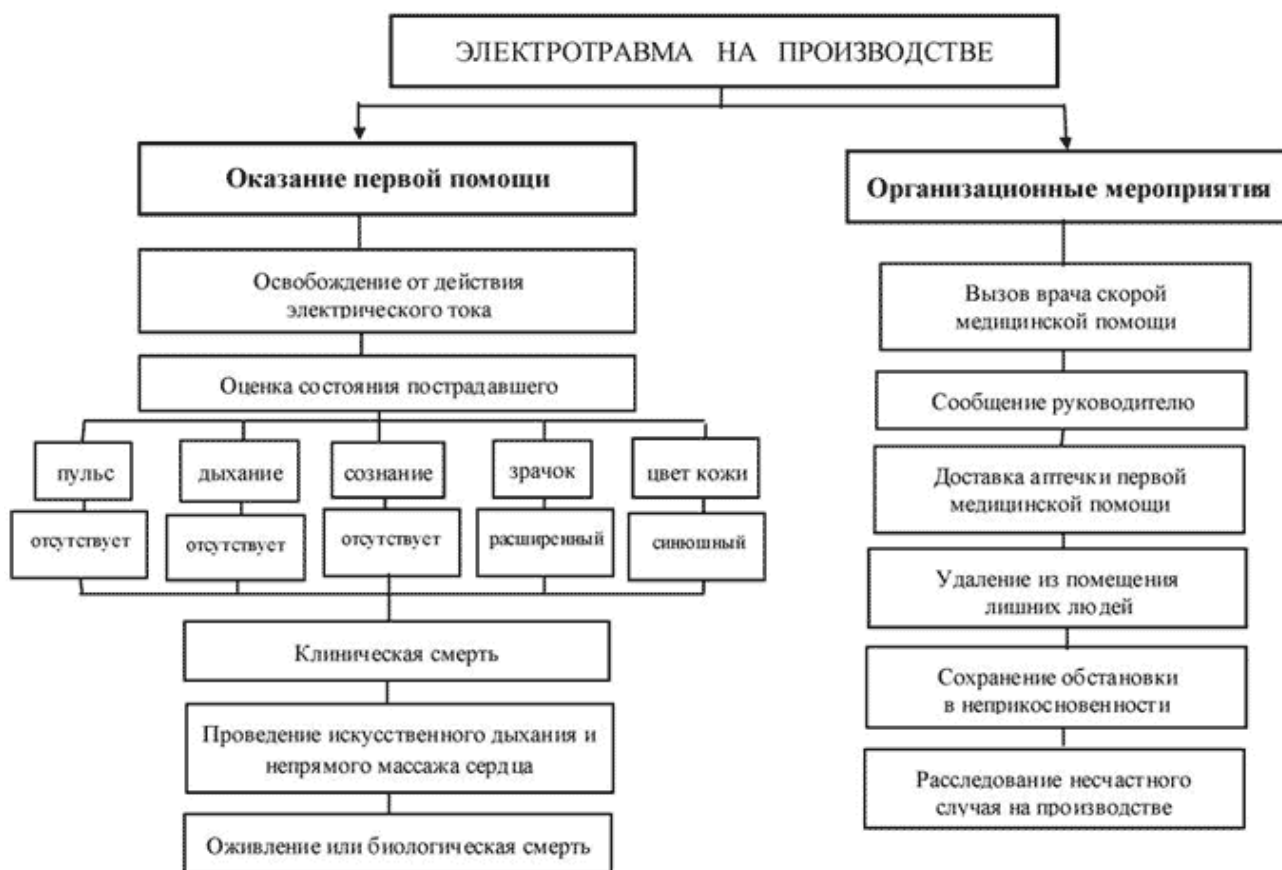 ЭЛЕКТРОТРАВМА НА ПРОИЗВОДСТВЕ
Оказание первой помощи
Освобождение от действия
электрического тока
Оценка состояния пострадавшего
пульс
дыхание
сознание
зрачок
цвет кожи
отсутствует
отсутствует
отсутствует
расширенный
синюшный
Клиническая смерть
Проведение искусственного дыхания и
непрямого массажа сердца
Оживление или биологическая смерть
Организационные мероприятия
Вызов врача скорой
медицинской помощи
Сообщение руководителю
Доставка аптечки первой
медицинской помощи
Удаление из помещения
лишних людей
Сохранение обстановки
в неприкосновенности
Расследование несчастного
случая на производстве